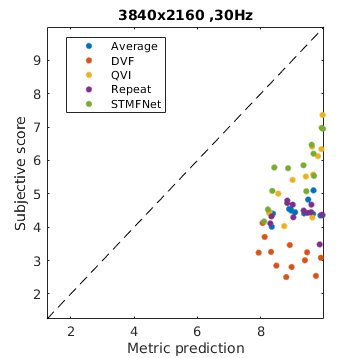 3840x2160 ,30Hz
Average
DVF
QVI
Repeat
STMFNet
9
8
7
6
5
4
3
2
Subjective score
2 4 6 8
Metric prediction